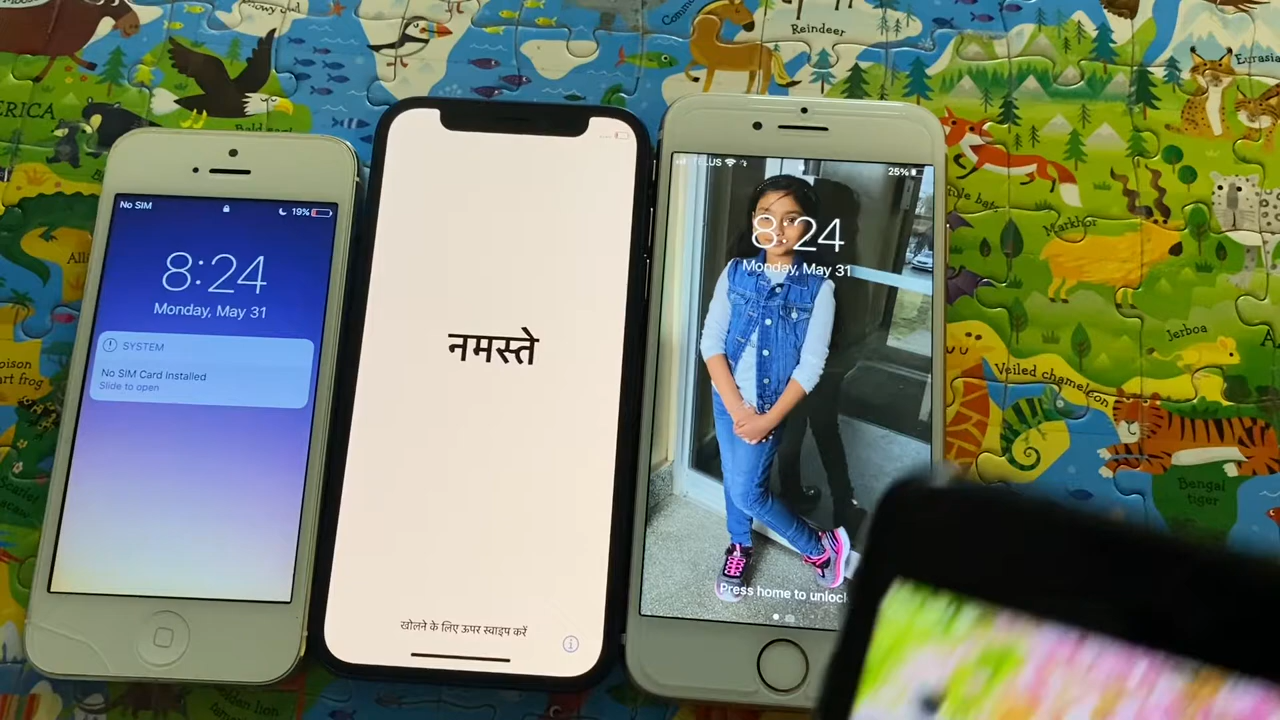 Reindeer
Eurasia
ERICA
Bald
No SIM
19%
8:24
Monday, May 31
SYSTEM
No SIM Card Installed
Slide to open
नमस्ते
खोलने के लिए ऊपर स्वाइप करें
TELUS
25%
8:24
Monday, May 31
Press home to unlock
Markhor
Jerboa
Veiled chameleon
Bengal
tiger
art frog